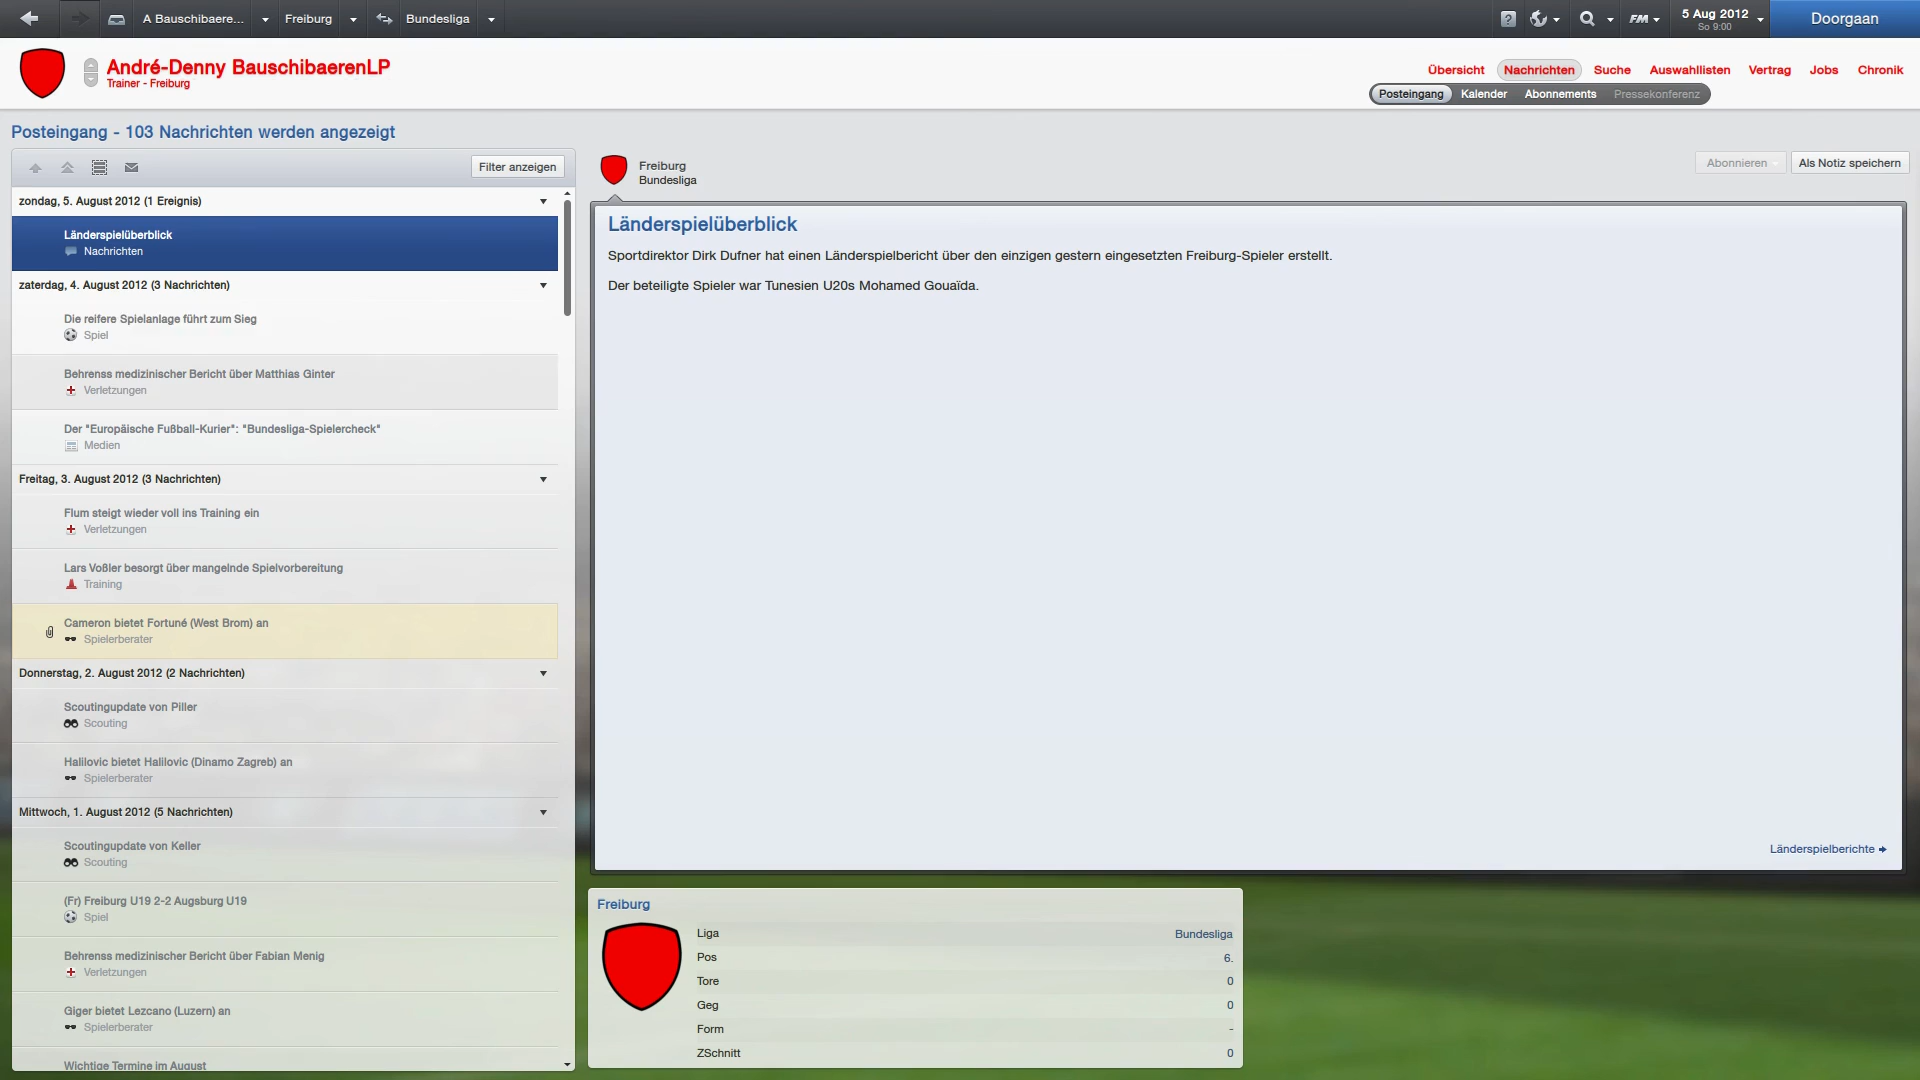 A Bauschibaere...
Freiburg
Bundesliga
?
FM
5 Aug 2012
So 9:00
Doorgaan
André-Denny BauschibaerenLP
Trainer - Freiburg
Übersicht
Nachrichten
Suche
Auswahllisten
Vertrag
Jobs
Chronik
Posteingang
Kalender
Abonnements
Pressekonferenz
Posteingang - 103 Nachrichten werden angezeigt
Filter anzeigen
zondag, 5. August 2012 (1 Ereignis)
Länderspielüberblick
Nachrichten
zaterdag, 4. August 2012 (3 Nachrichten)
Die reifere Spielanlage führt zum Sieg
Spiel
Behrenss medizinischer Bericht über Matthias Ginter
Verletzungen
Der "Europäische Fußball-Kurier": "Bundesliga-Spielercheck"
Medien
Freitag, 3. August 2012 (3 Nachrichten)
Flum steigt wieder voll ins Training ein
Verletzungen
Lars Voßler besorgt über mangelnde Spielvorbereitung
Training
Cameron bietet Fortuné (West Brom) an
Spielerberater
Donnerstag, 2. August 2012 (2 Nachrichten)
Scoutingupdate von Piller
Scouting
Halilovic bietet Halilovic (Dinamo Zagreb) an
Spielerberater
Mittwoch, 1. August 2012 (5 Nachrichten)
Scoutingupdate von Keller
Scouting
(Fr) Freiburg U19 2-2 Augsburg U19
Spiel
Behrenss medizinischer Bericht über Fabian Menig
Verletzungen
Giger bietet Lezcano (Luzern) an
Spielerberater
Wichtige Termine im August
Freiburg
Bundesliga
Abonnieren
Als Notiz speichern
Länderspielüberblick
Sportdirektor Dirk Dufner hat einen Länderspielbericht über den einzigen gestern eingesetzten Freiburg-Spieler erstellt.
Der beteiligte Spieler war Tunesien U20s Mohamed Gouaïda.
Länderspielberichte
Freiburg
Liga Bundesliga
Pos 6.
Tore 0
Geg 0
Form -
ZSchnitt 0